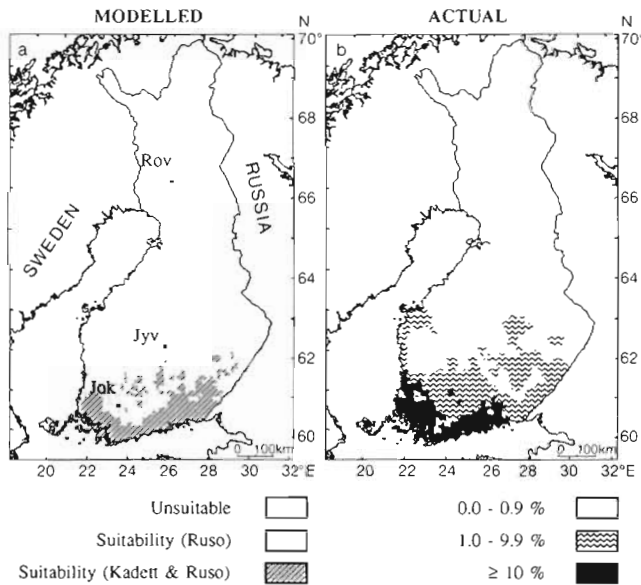 MODELLED
N
ACTUAL
N
a
70°
b
70°
68
68
Rov
RUSSIA
66
66
SWEDEN
64
64
Jyv
62
62
Jok
60
60
0 100km
0 100km
20 22 24 26 28 30 32°E
20 22 24 26 28 30 32°E
Unsuitable
0.0 - 0.9 %
Suitability (Ruso)
1.0 - 9.9 %
Suitability (Kadett & Ruso)
≥ 10 %